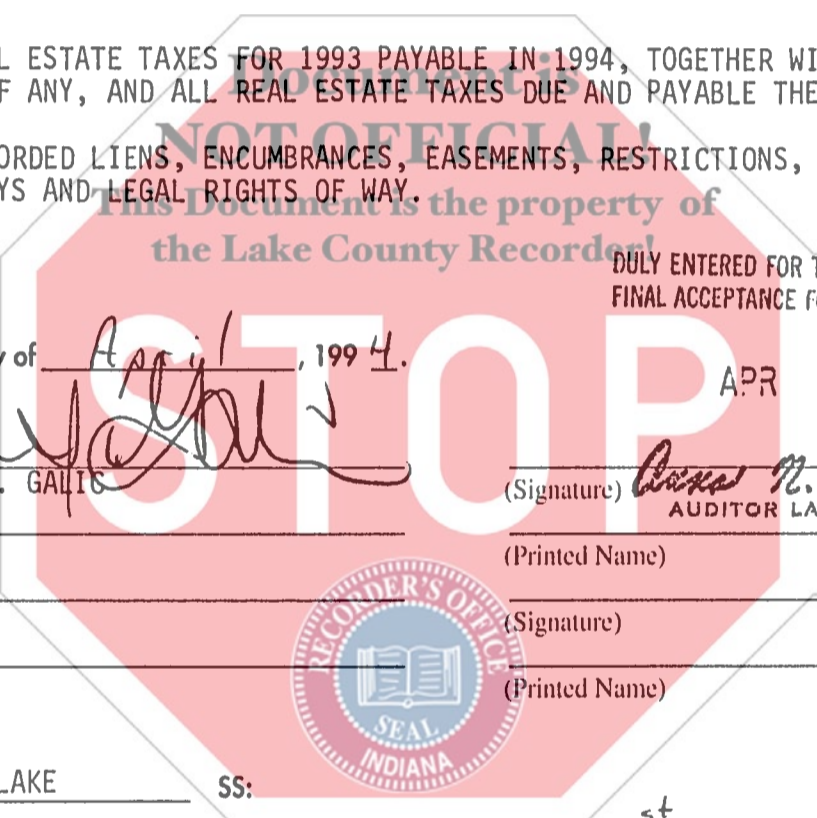 L ESTATE TAXES FOR 1993 PAYABLE IN 1994, TOGETHER WI
F ANY, AND ALL REAL ESTATE TAXES DUE AND PAYABLE THE
Document is
NOT OFFICIAL!
ORDED LIENS, ENCUMBRANCES, EASEMENTS, RESTRICTIONS,
YS AND LEGAL RIGHTS OF WAY.
This Document is the property of
the Lake County Recorder!
DULY ENTERED FOR T
FINAL ACCEPTANCE F
y of April, 1994.
APR
STOP
. GALIC
(Signature)
AUDITOR LA
(Printed Name)
(Signature)
(Printed Name)
RECORDER'S OFFICE
SEAL
INDIANA
LAKE SS:
st